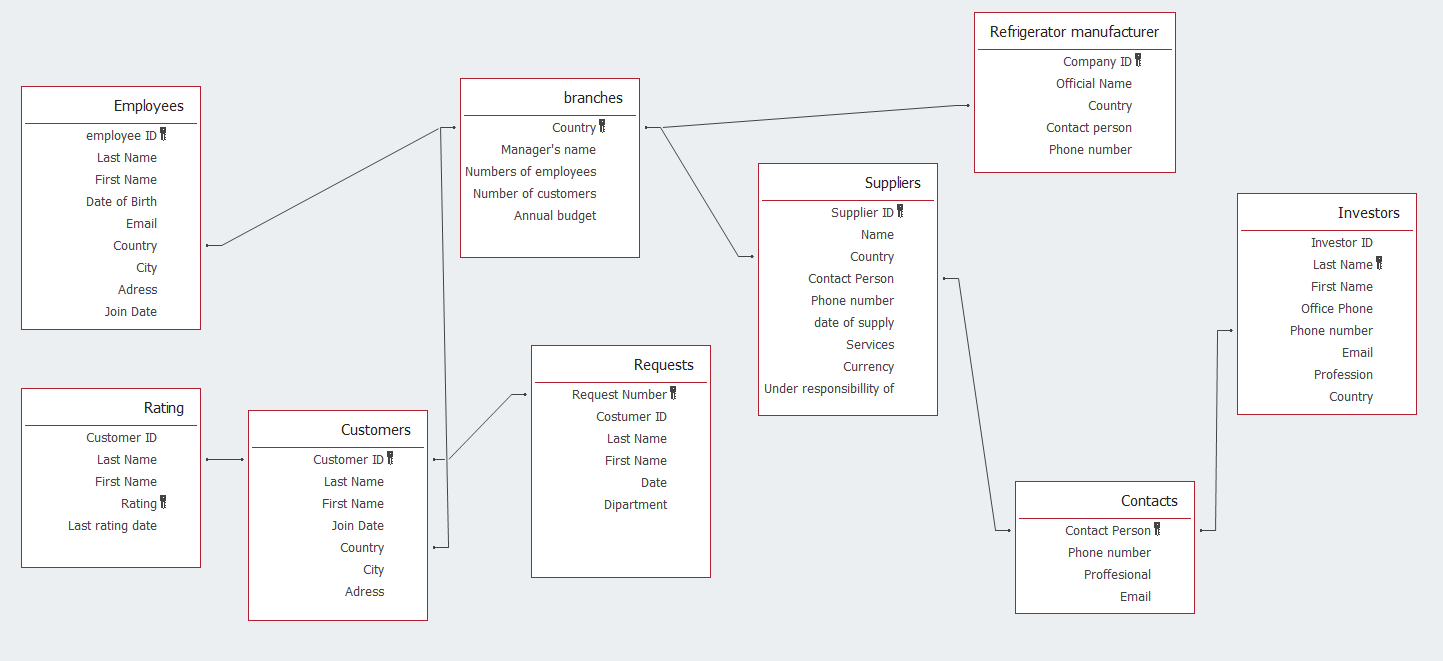 Employees
employee ID
Last Name
First Name
Date of Birth
Email
Country
City
Adress
Join Date
branches
Country
Manager's name
Numbers of employees
Number of customers
Annual budget
Refrigerator manufacturer
Company ID
Official Name
Country
Contact person
Phone number
Suppliers
Supplier ID
Name
Country
Contact Person
Phone number
date of supply
Services
Currency
Under responsibillity of
Investors
Investor ID
Last Name
First Name
Office Phone
Phone number
Email
Profession
Country
Rating
Customer ID
Last Name
First Name
Rating
Last rating date
Customers
Customer ID
Last Name
First Name
Join Date
Country
City
Adress
Requests
Request Number
Costumer ID
Last Name
First Name
Date
Dipartment
Contacts
Contact Person
Phone number
Proffesional
Email